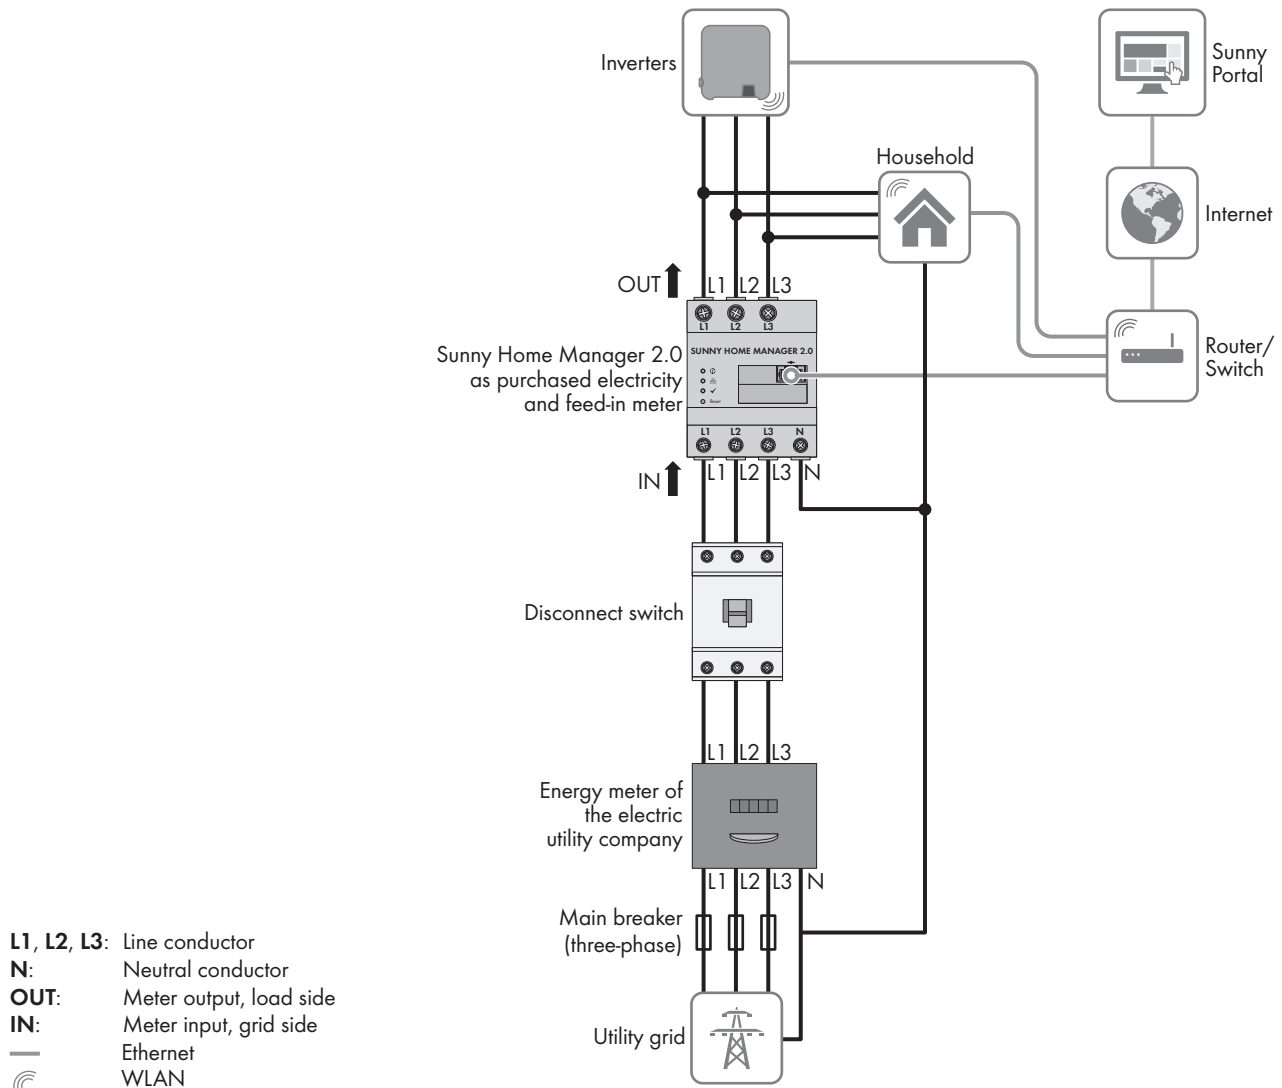 Inverters
Sunny
Portal
Household
Internet
OUT
L1 L2 L3
L1 L2 L3
SUNNY HOME MANAGER 2.0
Reset
Sunny Home Manager 2.0
as purchased electricity
and feed-in meter
Router/
Switch
L1 L2 L3 N
IN
L1 L2 L3 N
Disconnect switch
L1 L2 L3
Energy meter of
the electric
utility company
L1 L2 L3 N
Main breaker
(three-phase)
Utility grid
L1, L2, L3: Line conductor
N: Neutral conductor
OUT: Meter output, load side
IN: Meter input, grid side
Ethernet
WLAN